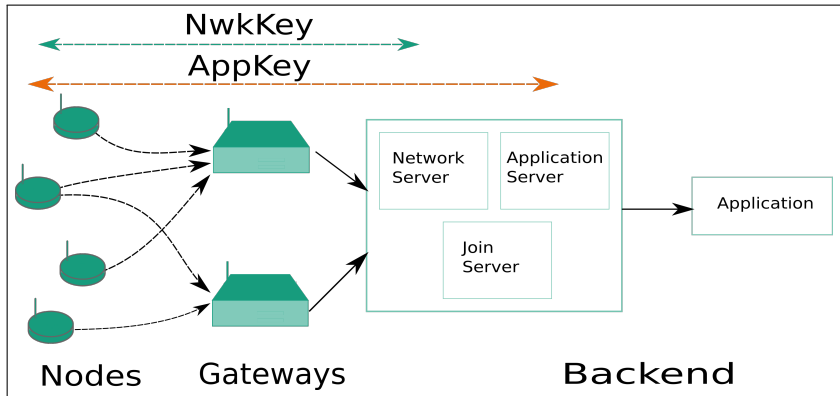 NwkKey
AppKey
Network
Server
Application
Server
Join
Server
Application
Nodes
Gateways
Backend